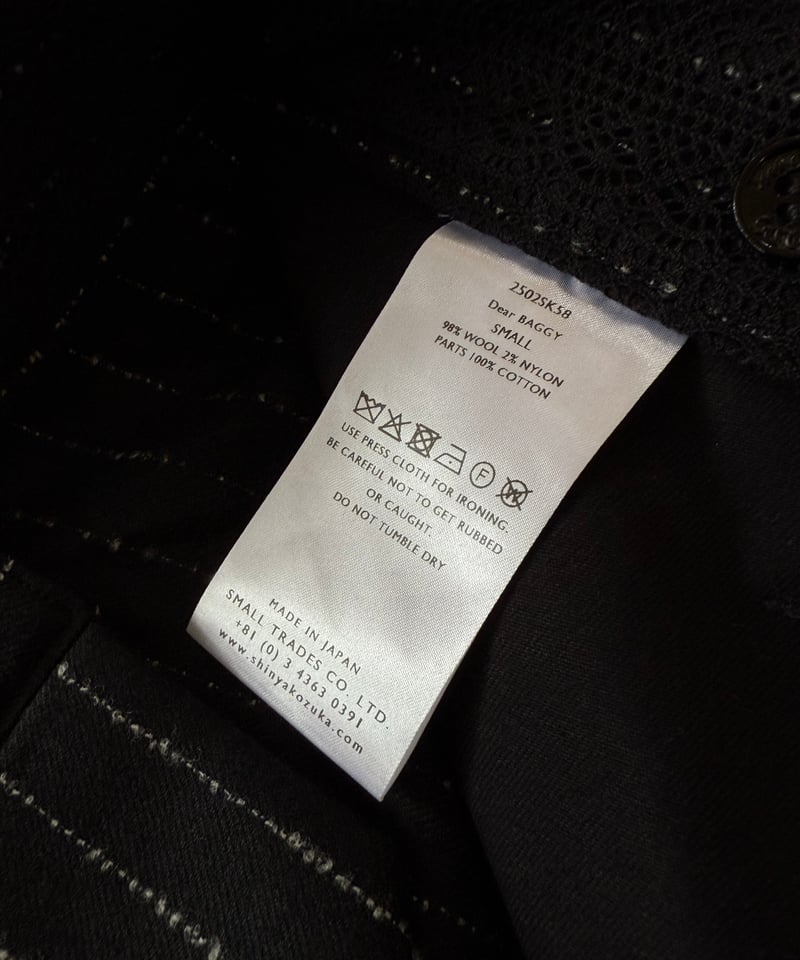 2502SK58
Dear BAGGY
SMALL
98% WOOL 2% NYLON
PARTS 100% COTTON
F
W
USE PRESS CLOTH FOR IRONING.
BE CAREFUL NOT TO GET RUBBED
OR CAUGHT.
DO NOT TUMBLE DRY
MADE IN JAPAN
SMALL TRADES CO. LTD.
+81 (0) 3 4363 0391
www.shinyakozuka.com